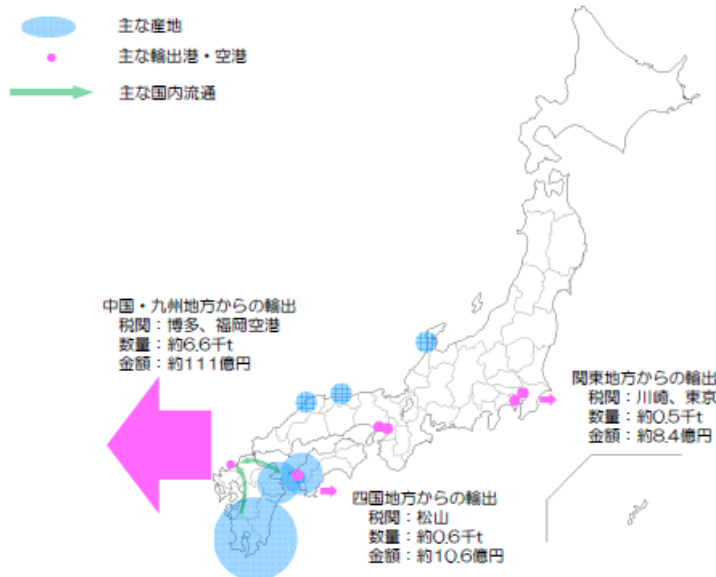 主な産地
主な輸出港・空港
主な国内流通
中国・九州地方からの輸出
税関：博多、福岡空港
数量：約6.6千t
金額：約111億円
関東地方からの輸出
税関：川崎、東京
数量：約0.5千t
金額：約8.4億円
四国地方からの輸出
税関：松山
数量：約0.6千t
金額：約10.6億円